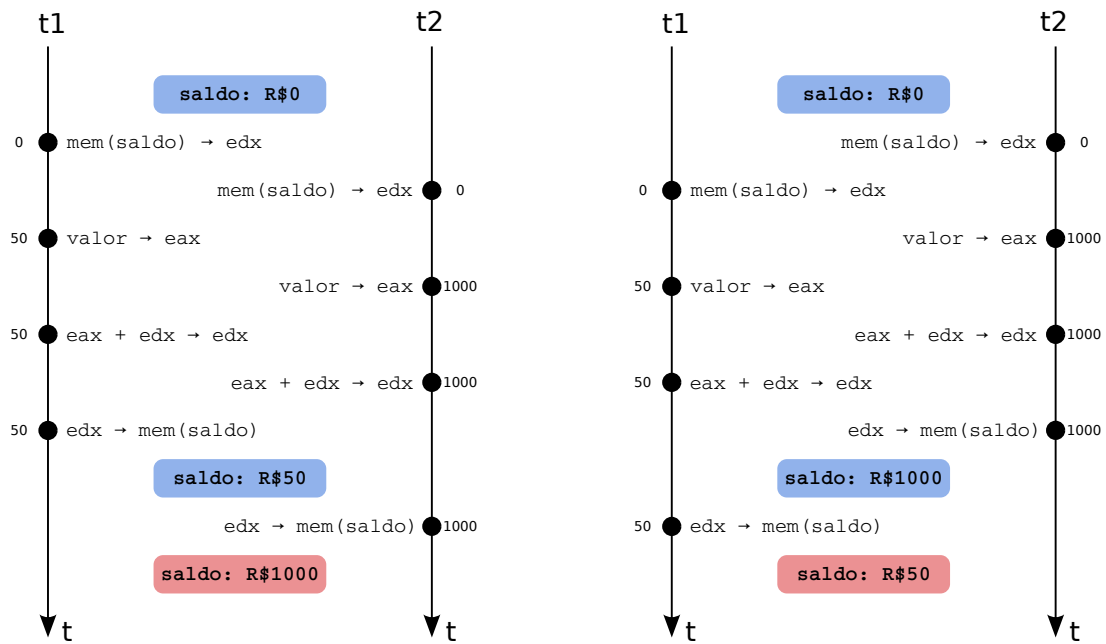 t1 t2
saldo: R$0
0 mem(saldo) → edx
mem(saldo) → edx 0
50 valor → eax
valor → eax 1000
50 eax + edx → edx
eax + edx → edx 1000
50 edx → mem(saldo)
saldo: R$50
edx → mem(saldo) 1000
saldo: R$1000
t t
t1 t2
saldo: R$0
mem(saldo) → edx 0
0 mem(saldo) → edx
valor → eax 1000
50 valor → eax
eax + edx → edx 1000
50 eax + edx → edx
edx → mem(saldo) 1000
saldo: R$1000
50 edx → mem(saldo)
saldo: R$50
t t